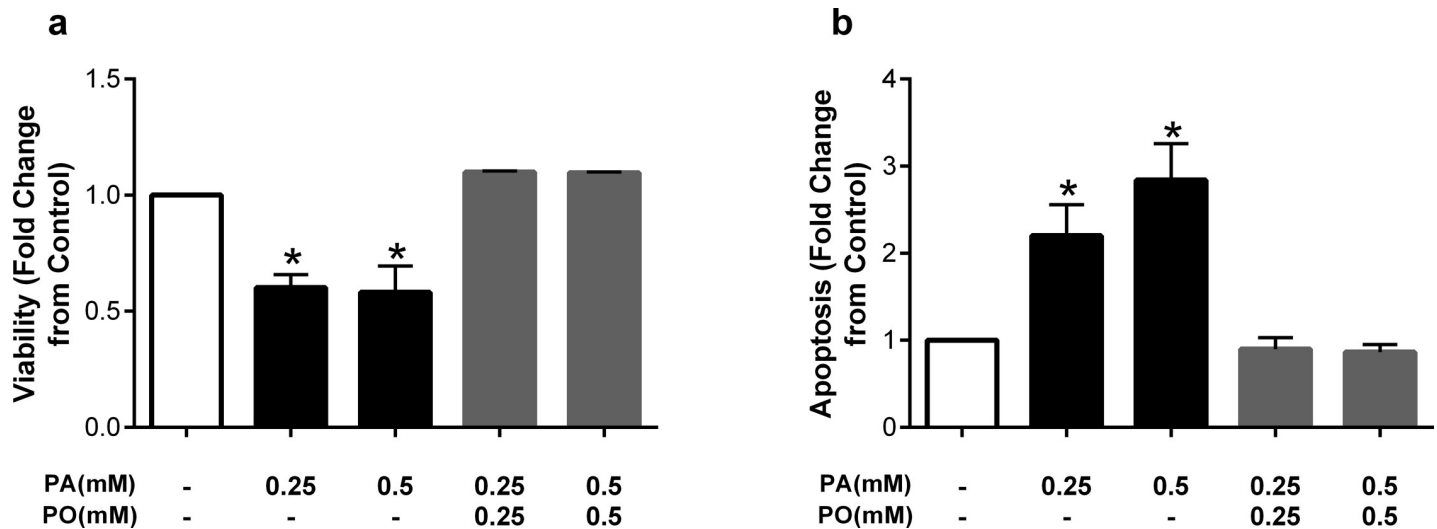 a
Viability (Fold Change
from Control)
1.5
1.0
0.5
0.0
*
*
PA(mM) - 0.25 0.5 0.25 0.5
PO(mM) - - - 0.25 0.5
b
Apoptosis (Fold Change
from Control)
4
3
2
1
0
*
*
PA(mM) - 0.25 0.5 0.25 0.5
PO(mM) - - - 0.25 0.5